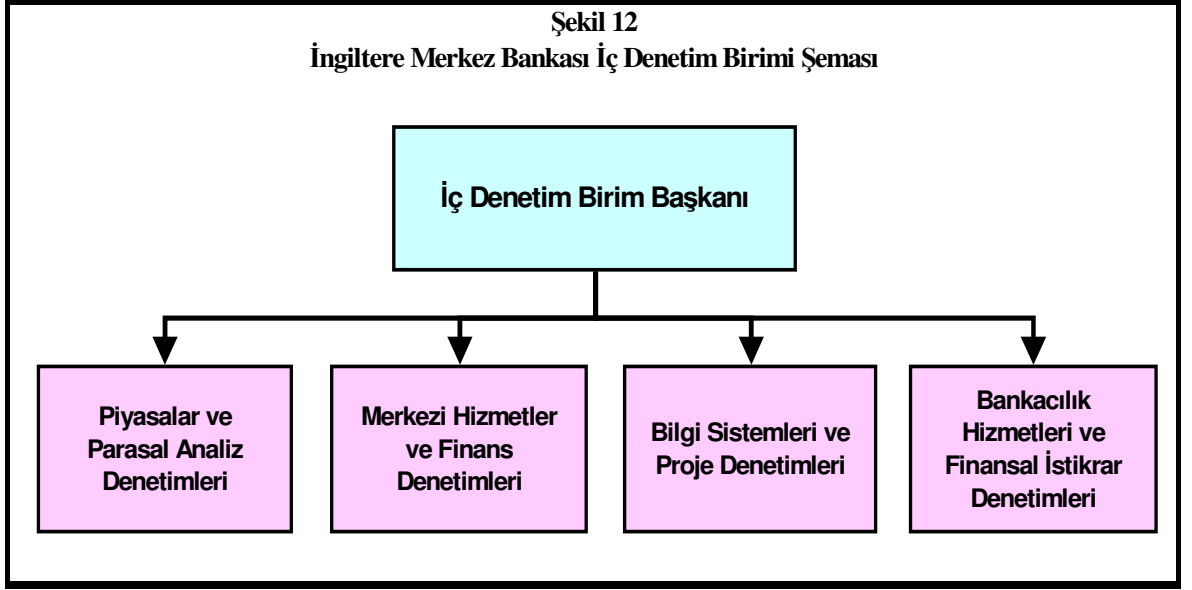 Şekil 12
İngiltere Merkez Bankası İç Denetim Birimi Şeması
İç Denetim Birim Başkanı
Piyasalar ve
Parasal Analiz
Denetimleri
Merkezi Hizmetler
ve Finans
Denetimleri
Bilgi Sistemleri ve
Proje Denetimleri
Bankacılık
Hizmetleri ve
Finansal İstikrar
Denetimleri